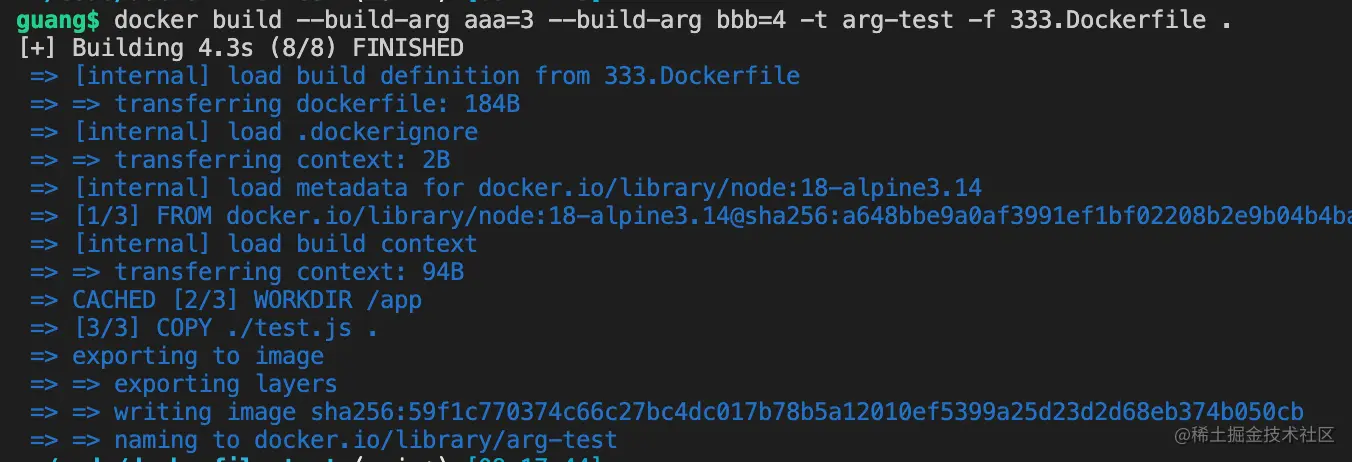 guang$ docker build --build-arg aaa=3 --build-arg bbb=4 -t arg-test -f 333.Dockerfile .
[+] Building 4.3s (8/8) FINISHED
=> [internal] load build definition from 333.Dockerfile
=> => transferring dockerfile: 184B
=> [internal] load .dockerignore
=> => transferring context: 2B
=> [internal] load metadata for docker.io/library/node:18-alpine3.14
=> [1/3] FROM docker.io/library/node:18-alpine3.14@sha256:a648bbe9a0af3991ef1bf02208b2e9b04b4ba
=> [internal] load build context
=> => transferring context: 94B
=> CACHED [2/3] WORKDIR /app
=> [3/3] COPY ./test.js .
=> exporting to image
=> => exporting layers
=> => writing image sha256:59f1c770374c66c27bc4dc017b78b5a12010ef5399a25d23d2d68eb374b050cb
=> => naming to docker.io/library/arg-test
@稀土掘金技术社区